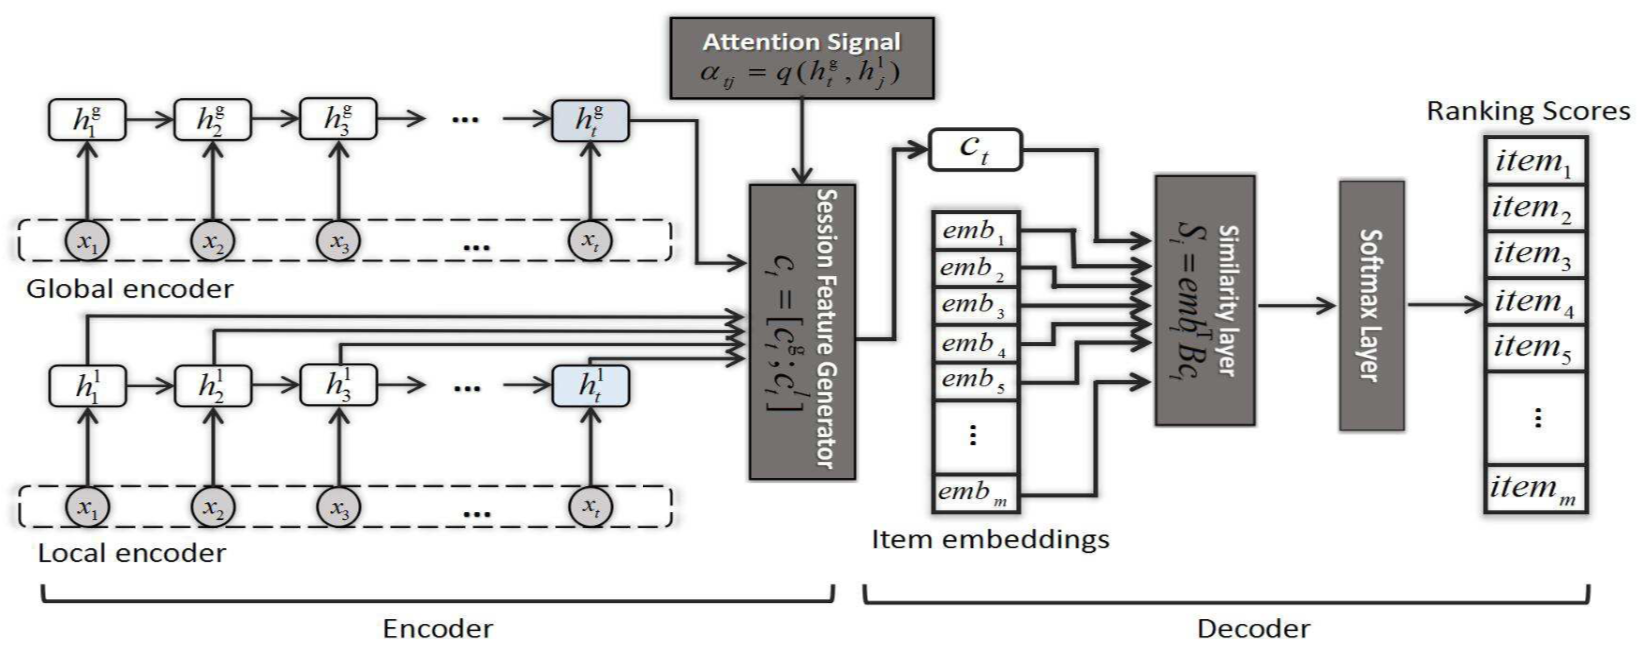 Attention Signal
α_tj = q(h_t^g, h_j^l)
h_1^g
h_2^g
h_3^g
...
h_t^g
x_1
x_2
x_3
...
x_t
Global encoder
h_1^l
h_2^l
h_3^l
...
h_t^l
x_1
x_2
x_3
...
x_t
Local encoder
Session Feature Generator
c_t = [c_t^g; c_t^l]
Encoder
c_t
emb_1
emb_2
emb_3
emb_4
emb_5
...
emb_m
Item embeddings
Similarity layer
S_i = emb_i^T Bc_t
Softmax Layer
Ranking Scores
item_1
item_2
item_3
item_4
item_5
...
item_m
Decoder